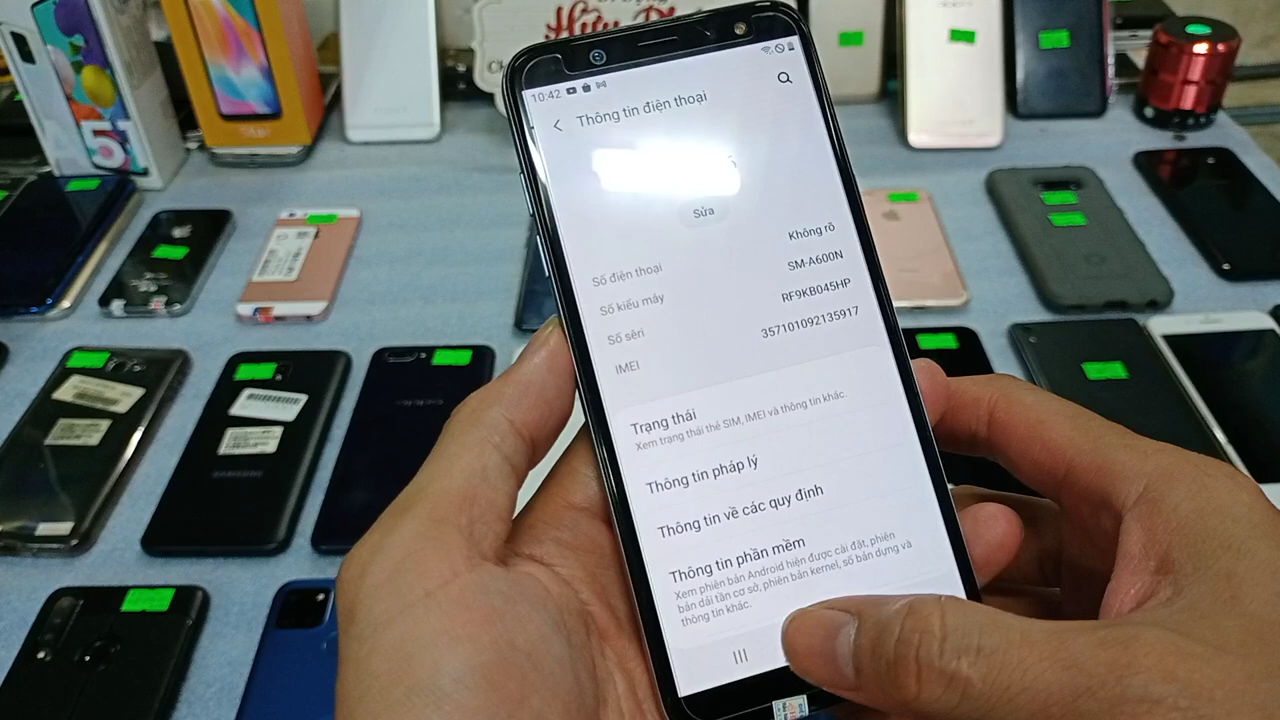 Hữu
51
10:42
Thông tin điện thoại
Sửa
Số điện thoại Không rõ
Số kiểu máy SM-A600N
Số sêri RF9KB045HP
IMEI 357101092135917
Trạng thái
Xem trạng thái thẻ SIM, IMEI và thông tin khác.
Thông tin pháp lý
Thông tin về các quy định
Thông tin phần mềm
Xem phiên bản Android hiện được cài đặt, phiên
bản dải tần cơ sở, phiên bản kernel, số bản dựng và
thông tin khác.
SAMSUNG